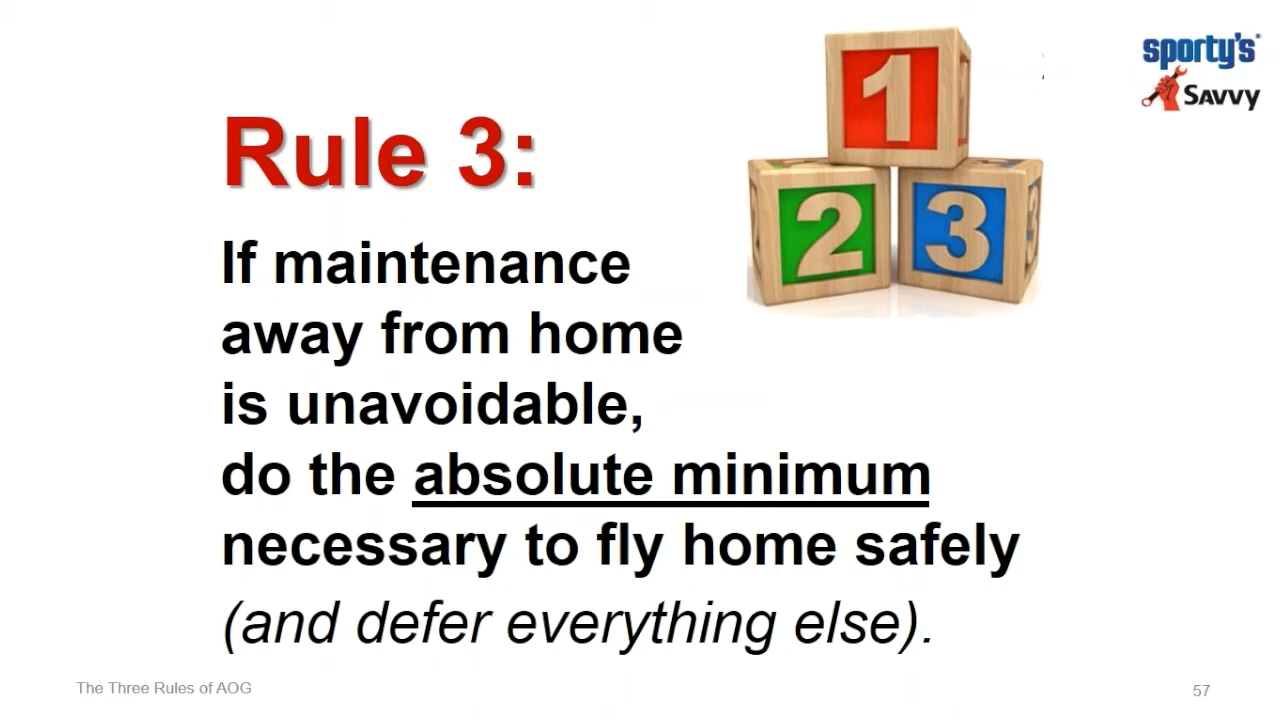 sporty's
Savvy
1
2
3
3
Rule 3:
If maintenance
away from home
is unavoidable,
do the absolute minimum
necessary to fly home safely
(and defer everything else).
The Three Rules of AOG
57